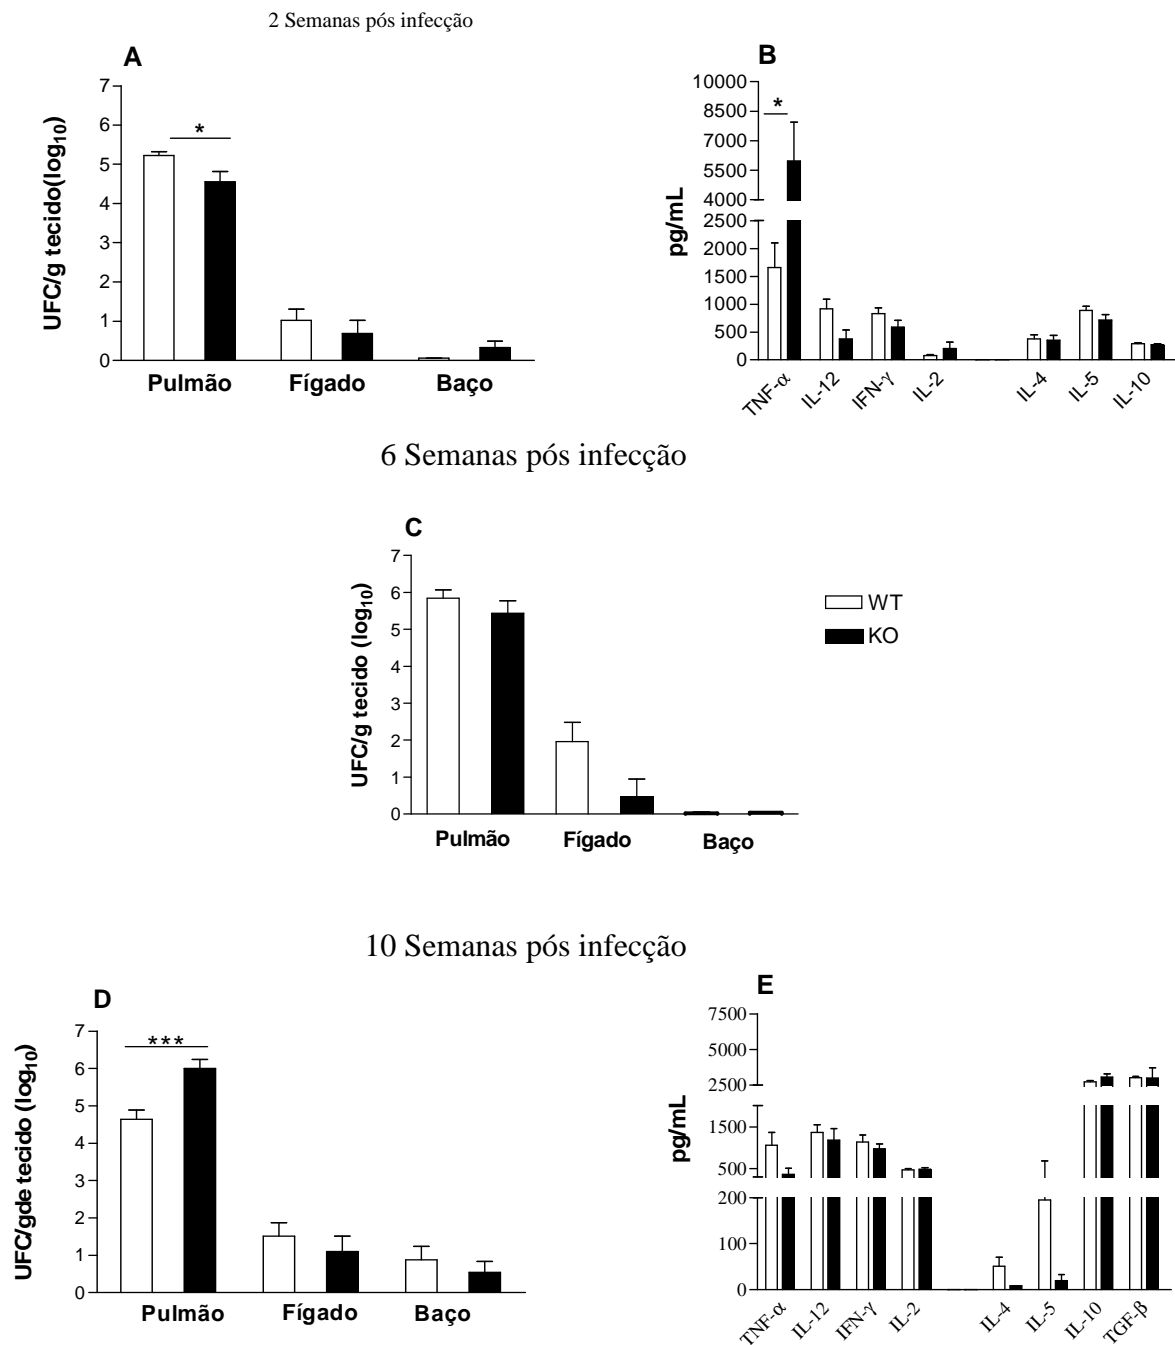 2 Semanas pós infecção
A
UFC/g tecido(log10)
7
6
5
4
3
2
1
0
*
Pulmão Fígado Baço
B
pg/mL
10000
8500
7000
5500
4000
2500
2000
1500
1000
500
0
*
TNF-α IL-12 IFN-γ IL-2 IL-4 IL-5 IL-10
6 Semanas pós infecção
C
UFC/g tecido (log10)
7
6
5
4
3
2
1
0
Pulmão Fígado Baço
WT
KO
10 Semanas pós infecção
D
UFC/gde tecido (log10)
7
6
5
4
3
2
1
0
***
Pulmão Fígado Baço
E
pg/mL
7500
5000
2500
1500
500
200
100
0
TNF-α IL-12 IFN-γ IL-2 IL-4 IL-5 IL-10 TGF-β